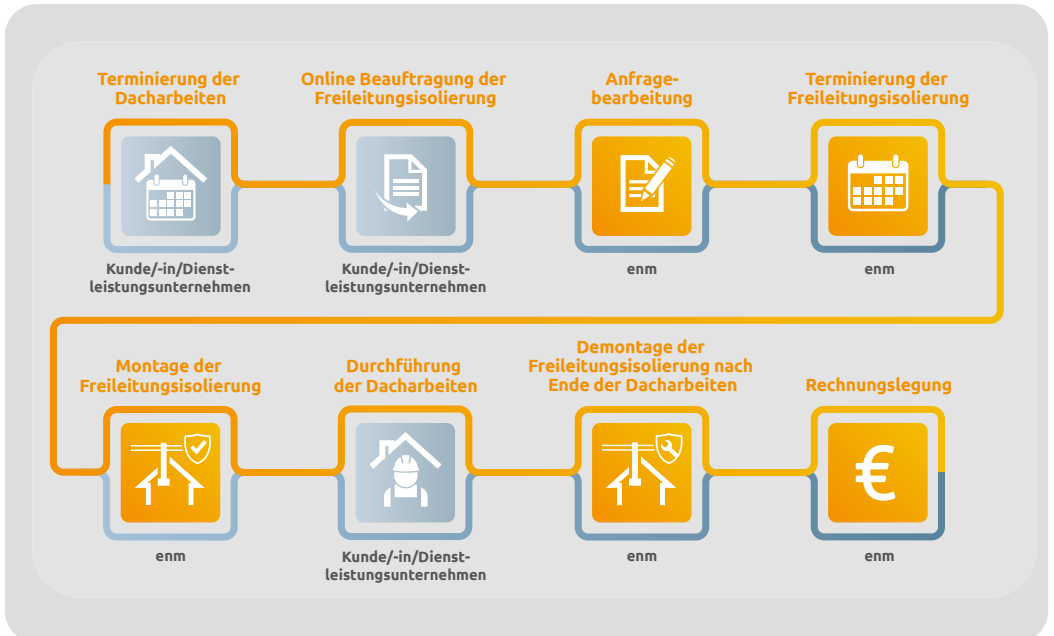 Terminierung der
Dacharbeiten
Online Beauftragung der
Freileitungsisolierung
Anfrage-
bearbeitung
Terminierung der
Freileitungsisolierung
Kunde/-in/Dienst-
leistungsunternehmen
Kunde/-in/Dienst-
leistungsunternehmen
enm
enm
Montage der
Freileitungsisolierung
Durchführung
der Dacharbeiten
Demontage der
Freileitungsisolierung nach
Ende der Dacharbeiten
Rechnungslegung
€
enm
Kunde/-in/Dienst-
leistungsunternehmen
enm
enm